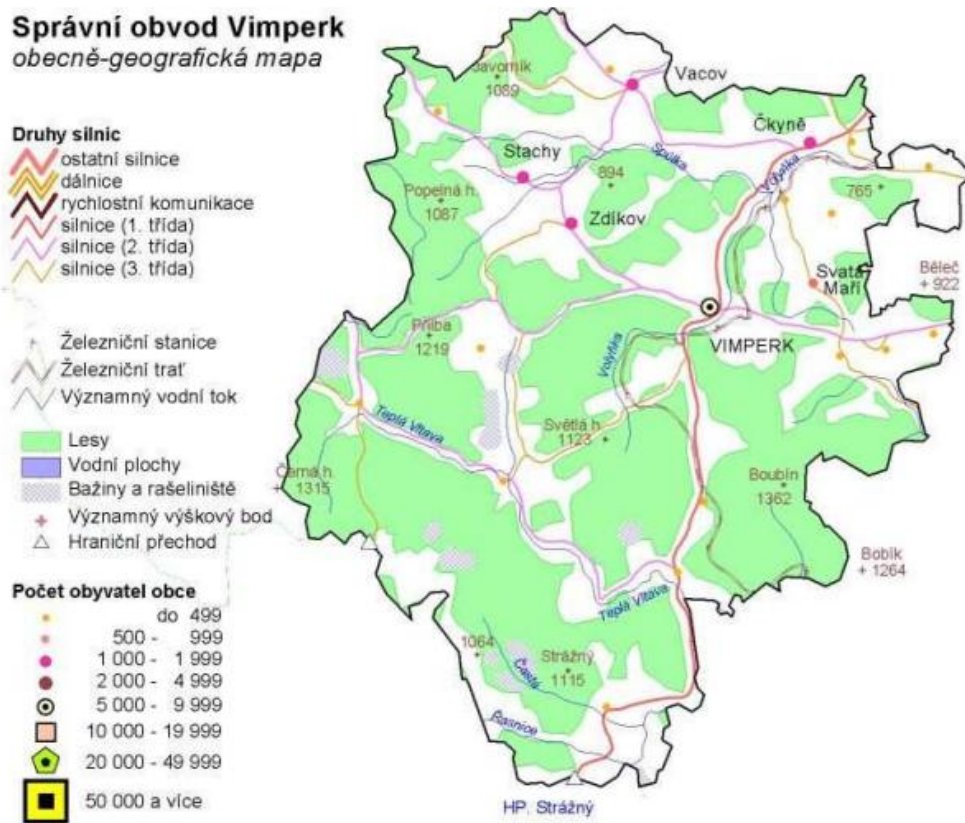 Správní obvod Vimperk
obecně-geografická mapa
Druhy silnic
ostatní silnice
dálnice
rychlostní komunikace
silnice (1. třída)
silnice (2. třída)
silnice (3. třída)
Železniční stanice
Železniční trať
Významný vodní tok
Lesy
Vodní plochy
Bažiny a rašeliniště
Významný výškový bod
Hraniční přechod
Počet obyvatel obce
do 499
500 - 999
1 000 - 1 999
2 000 - 4 999
5 000 - 9 999
10 000 - 19 999
20 000 - 49 999
50 000 a více
Javorník
1089
Vacov
Čkyně
Stachy
Spůlka
Volyňka
894
765
Popelná h.
1087
Zdíkov
Svatá
Maří
Běleč
+ 922
Přilba
1219
VIMPERK
Teplá Vltava
Světlá h.
1123
Černá h.
+ 1315
Boubín
1362
Bobík
+ 1264
Teplá Vltava
1064
Strážný
1115
Častá
Řasnice
HP. Strážný